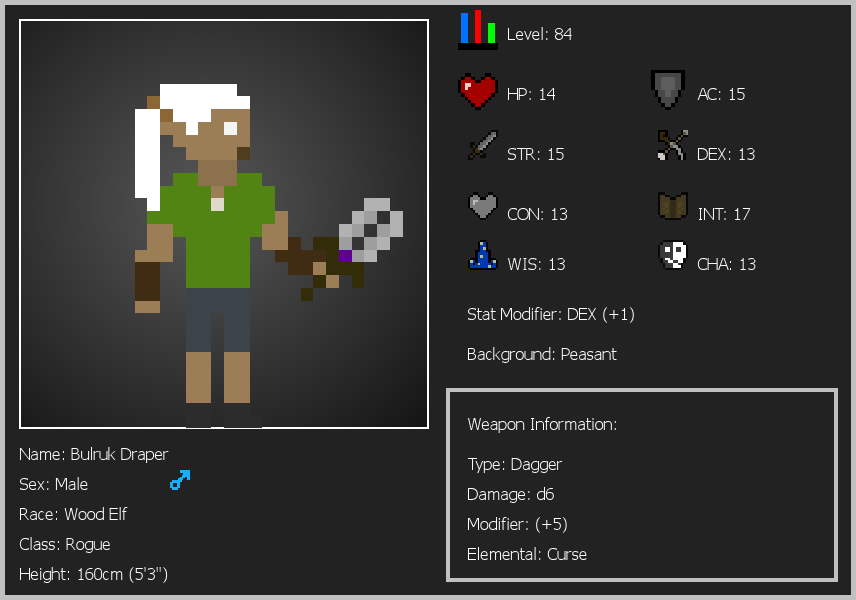 Level: 84
HP: 14
AC: 15
STR: 15
DEX: 13
CON: 13
INT: 17
WIS: 13
CHA: 13
Stat Modifier: DEX (+1)
Background: Peasant
Weapon Information:
Type: Dagger
Damage: d6
Modifier: (+5)
Elemental: Curse
Name: Bulruk Draper
Sex: Male
Race: Wood Elf
Class: Rogue
Height: 160cm (5'3")